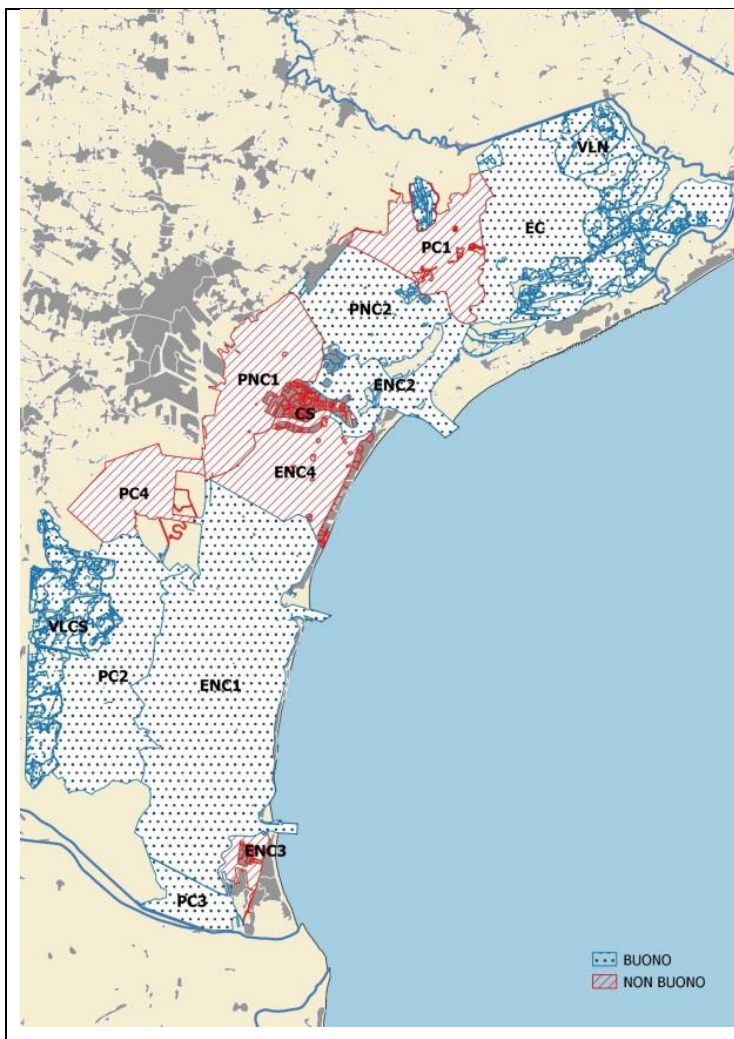 VLN
EC
PC1
PNC2
PNC1
ENC2
CS
ENC4
PC4
VLCS
PC2
ENC1
ENC3
PC3
BUONO
NON BUONO